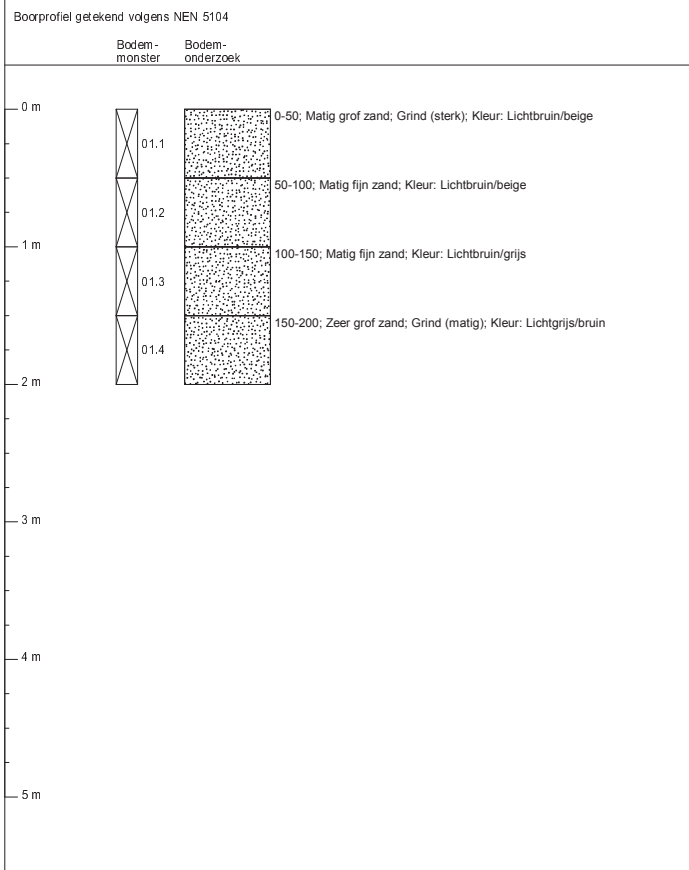 Boorprofiel getekend volgens NEN 5104
Bodem-
monster
Bodem-
onderzoek
0 m
0-50; Matig grof zand; Grind (sterk); Kleur: Lichtbruin/beige
01.1
50-100; Matig fijn zand; Kleur: Lichtbruin/beige
01.2
1 m
100-150; Matig fijn zand; Kleur: Lichtbruin/grijs
01.3
150-200; Zeer grof zand; Grind (matig); Kleur: Lichtgrijs/bruin
01.4
2 m
3 m
4 m
5 m